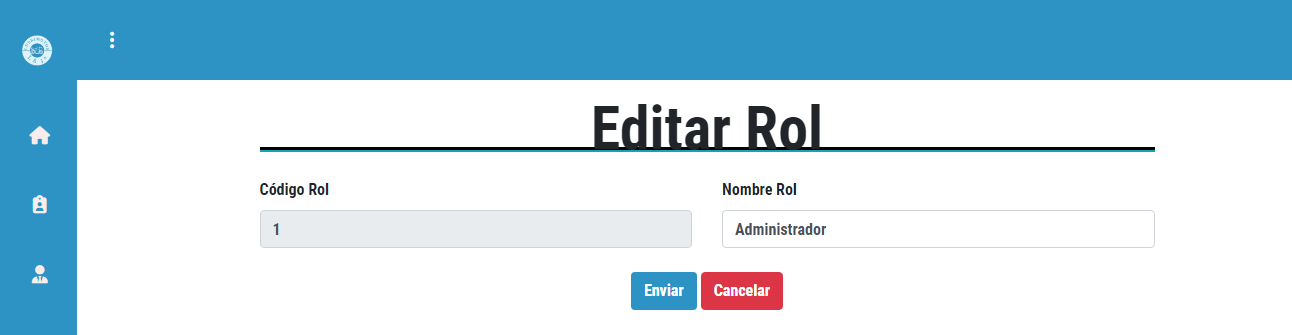 Editar Rol
Código Rol
Nombre Rol
1
Administrador
Enviar
Cancelar